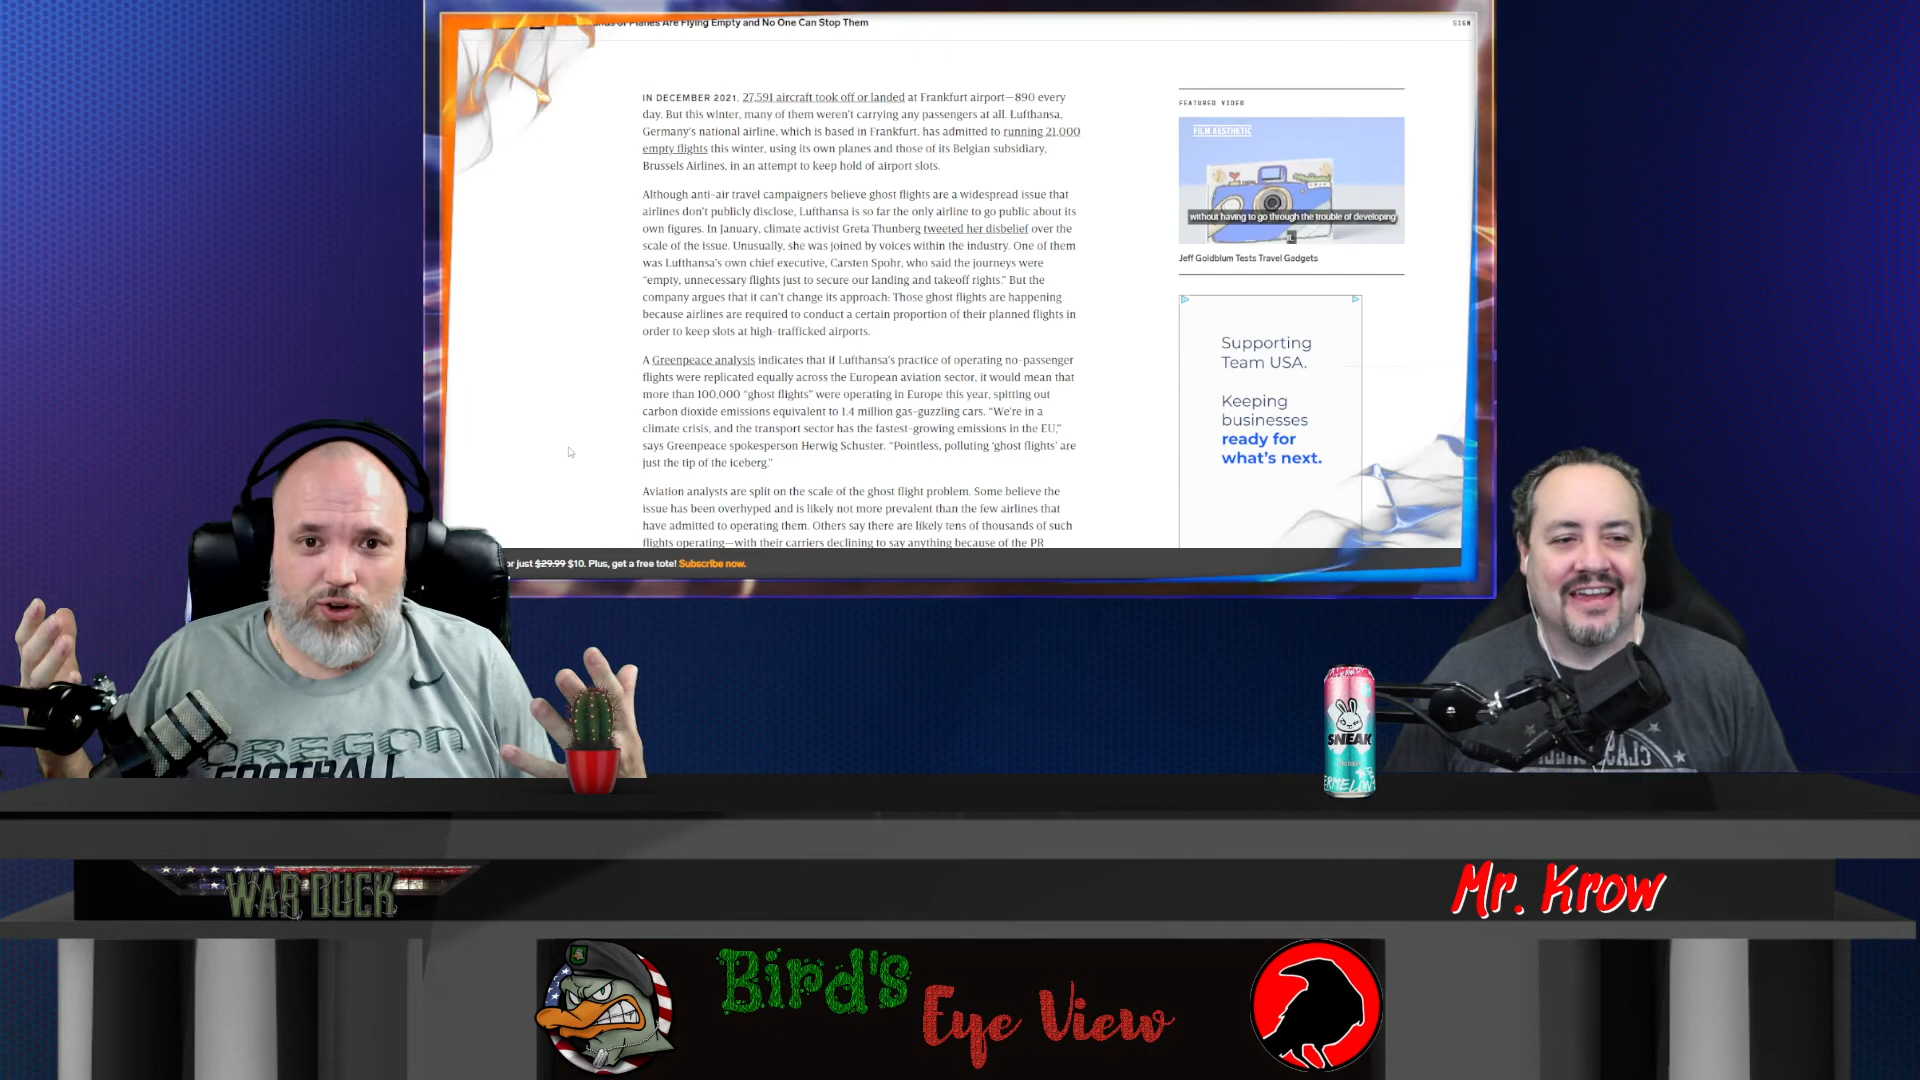 of Planes Are Flying Empty and No One Can Stop Them
SIGN
IN DECEMBER 2021, 27,591 aircraft took off or landed at Frankfurt airport—890 every
day. But this winter, many of them weren't carrying any passengers at all. Lufthansa,
Germany's national airline, which is based in Frankfurt, has admitted to running 21,000
empty flights this winter, using its own planes and those of its Belgian subsidiary,
Brussels Airlines, in an attempt to keep hold of airport slots.
Although anti-air travel campaigners believe ghost flights are a widespread issue that
airlines don't publicly disclose, Lufthansa is so far the only airline to go public about its
own figures. In January, climate activist Greta Thunberg tweeted her disbelief over the
scale of the issue. Unusually, she was joined by voices within the industry. One of them
was Lufthansa's own chief executive, Carsten Spohr, who said the journeys were
“empty, unnecessary flights just to secure our landing and takeoff rights.” But the
company argues that it can't change its approach: Those ghost flights are happening
because airlines are required to conduct a certain proportion of their planned flights in
order to keep slots at high-trafficked airports.
A Greenpeace analysis indicates that if Lufthansa's practice of operating no-passenger
flights were replicated equally across the European aviation sector, it would mean that
more than 100,000 “ghost flights” were operating in Europe this year, spitting out
carbon dioxide emissions equivalent to 1.4 million gas-guzzling cars. “We're in a
climate crisis, and the transport sector has the fastest-growing emissions in the EU,”
says Greenpeace spokesperson Herwig Schuster. “Pointless, polluting ‘ghost flights’ are
just the tip of the iceberg.”
Aviation analysts are split on the scale of the ghost flight problem. Some believe the
issue has been overhyped and is likely not more prevalent than the few airlines that
have admitted to operating them. Others say there are likely tens of thousands of such
flights operating—with their carriers declining to say anything because of the PR
FEATURED VIDEO
FILM AESTHETIC
without having to go through the trouble of developing
Jeff Goldblum Tests Travel Gadgets
Supporting
Team USA.
Keeping
businesses
ready for
what's next.
or just $29.99 $10. Plus, get a free tote! Subscribe now.
OREGON
FOOTBALL
SNEAK
WAR DUCK
Mr. Krow
Bird's
Eye View